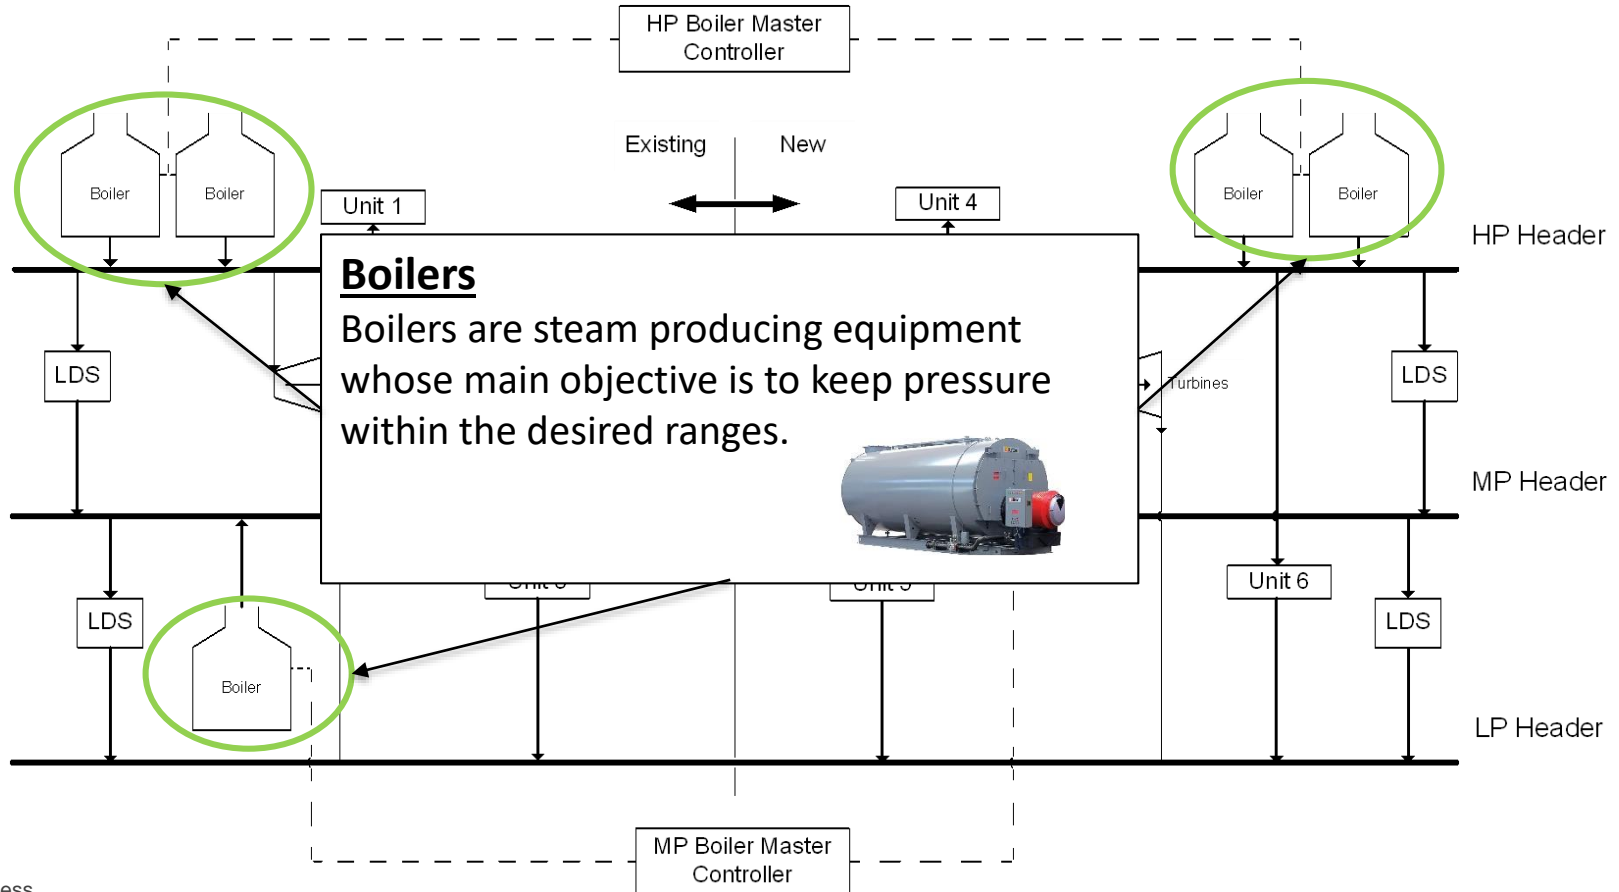 HP Boiler Master
Controller
Existing
New
Boiler
Boiler
Boiler
Boiler
Unit 1
Unit 4
HP Header
Boilers
Boilers are steam producing equipment
whose main objective is to keep pressure
within the desired ranges.
LDS
Turbines
LDS
MP Header
Unit 6
LDS
LDS
Boiler
LP Header
MP Boiler Master
Controller